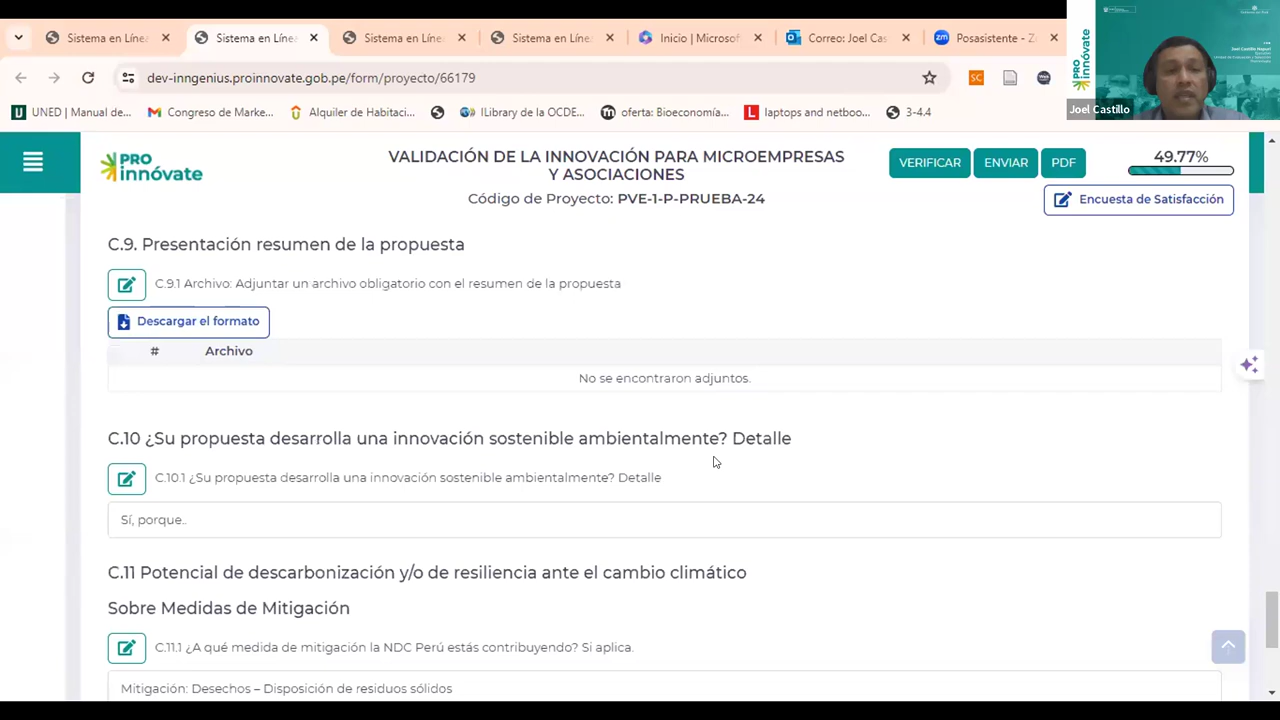 Sistema en Líne
Sistema en Líne
Sistema en Líne
Sistema en Líne
Inicio | Microsof
Correo: Joel Cas
Posasistente - Z
dev-inngenius.proinnovate.gob.pe/form/proyecto/66179
UNED | Manual de...
Congreso de Marke...
Alquiler de Habitaci...
ILibrary de la OCDE...
oferta: Bioeconomía...
laptops and netboo...
3-4.4
PRO innóvate
Joel Castillo
PRO
innóvate
VALIDACIÓN DE LA INNOVACIÓN PARA MICROEMPRESAS
Y ASOCIACIONES
Código de Proyecto: PVE-1-P-PRUEBA-24
VERIFICAR
ENVIAR
PDF
49.77%
Encuesta de Satisfacción
C.9. Presentación resumen de la propuesta
C.9.1 Archivo: Adjuntar un archivo obligatorio con el resumen de la propuesta
Descargar el formato
# Archivo
No se encontraron adjuntos.
C.10 ¿Su propuesta desarrolla una innovación sostenible ambientalmente? Detalle
C.10.1 ¿Su propuesta desarrolla una innovación sostenible ambientalmente? Detalle
Sí, porque..
C.11 Potencial de descarbonización y/o de resiliencia ante el cambio climático
Sobre Medidas de Mitigación
C.11.1 ¿A qué medida de mitigación la NDC Perú estás contribuyendo? Si aplica.
Mitigación: Desechos – Disposición de residuos sólidos